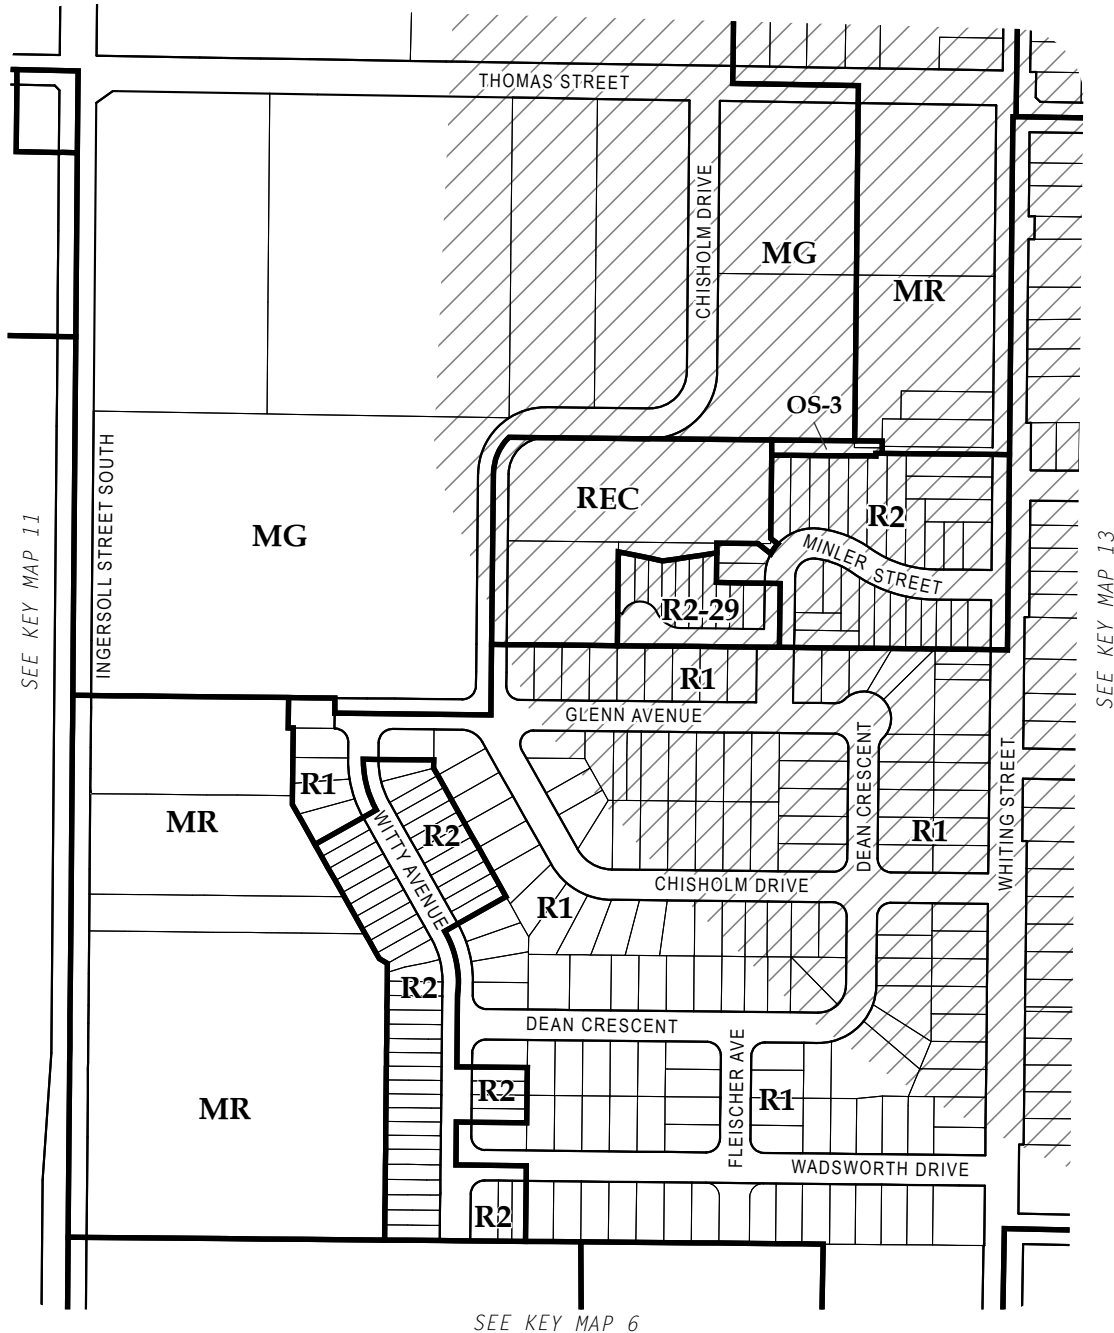 THOMAS STREET
CHISHOLM DRIVE
MG
MR
OS-3
INGERSOLL STREET SOUTH
SEE KEY MAP 11
MG
REC
R2
MINLER STREET
SEE KEY MAP 13
R2-29
R1
GLENN AVENUE
DEAN CRESCENT
WHITING STREET
R1
MR
WITTY AVENUE
R2
R1
CHISHOLM DRIVE
R1
R2
DEAN CRESCENT
FLEISCHER AVE
R2
R1
MR
WADSWORTH DRIVE
R2
SEE KEY MAP 6